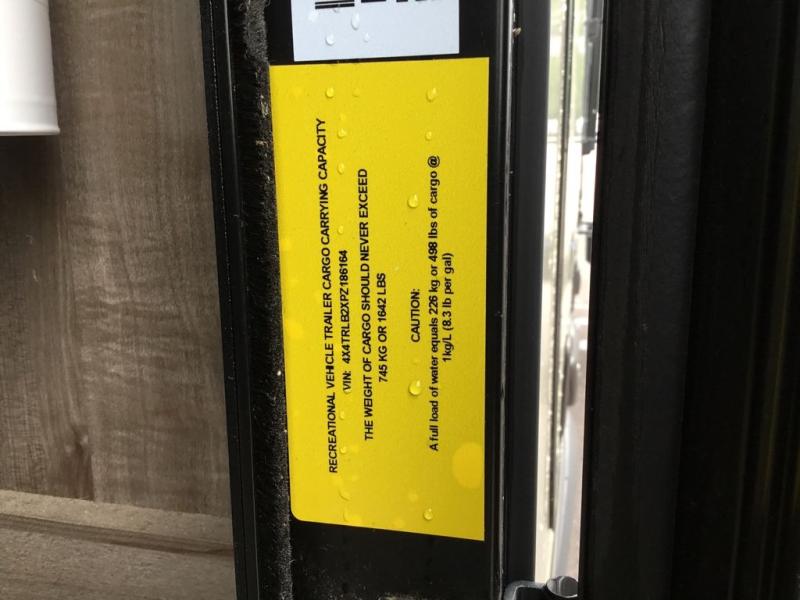 RECREATIONAL VEHICLE TRAILER CARGO CARRYING CAPACITY
VIN: 4X4TRLB2XPZ186164
THE WEIGHT OF CARGO SHOULD NEVER EXCEED
745 KG OR 1642 LBS
CAUTION:
A full load of water equals 226 kg or 498 lbs of cargo @
1kg/L (8.3 lb per gal)